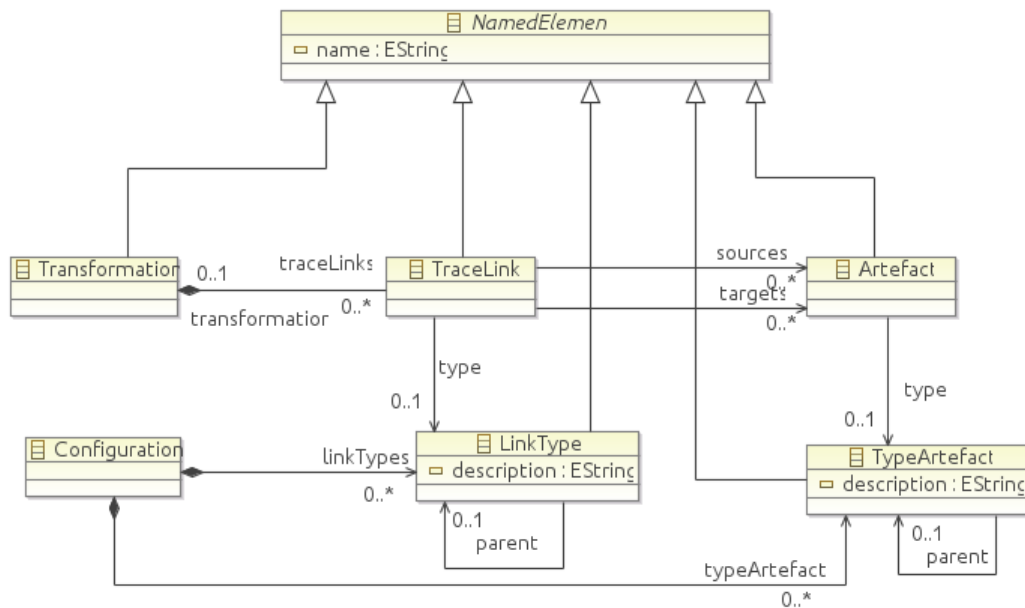 NamedElemen
name : EString
Transformation
0..1
traceLinks
0..*
transformation
TraceLink
sources
0..*
targets
0..*
Artefact
type
0..1
type
0..1
Configuration
linkTypes
0..*
LinkType
description : EString
0..1
parent
TypeArtefact
description : EString
0..1
parent
typeArtefact
0..*